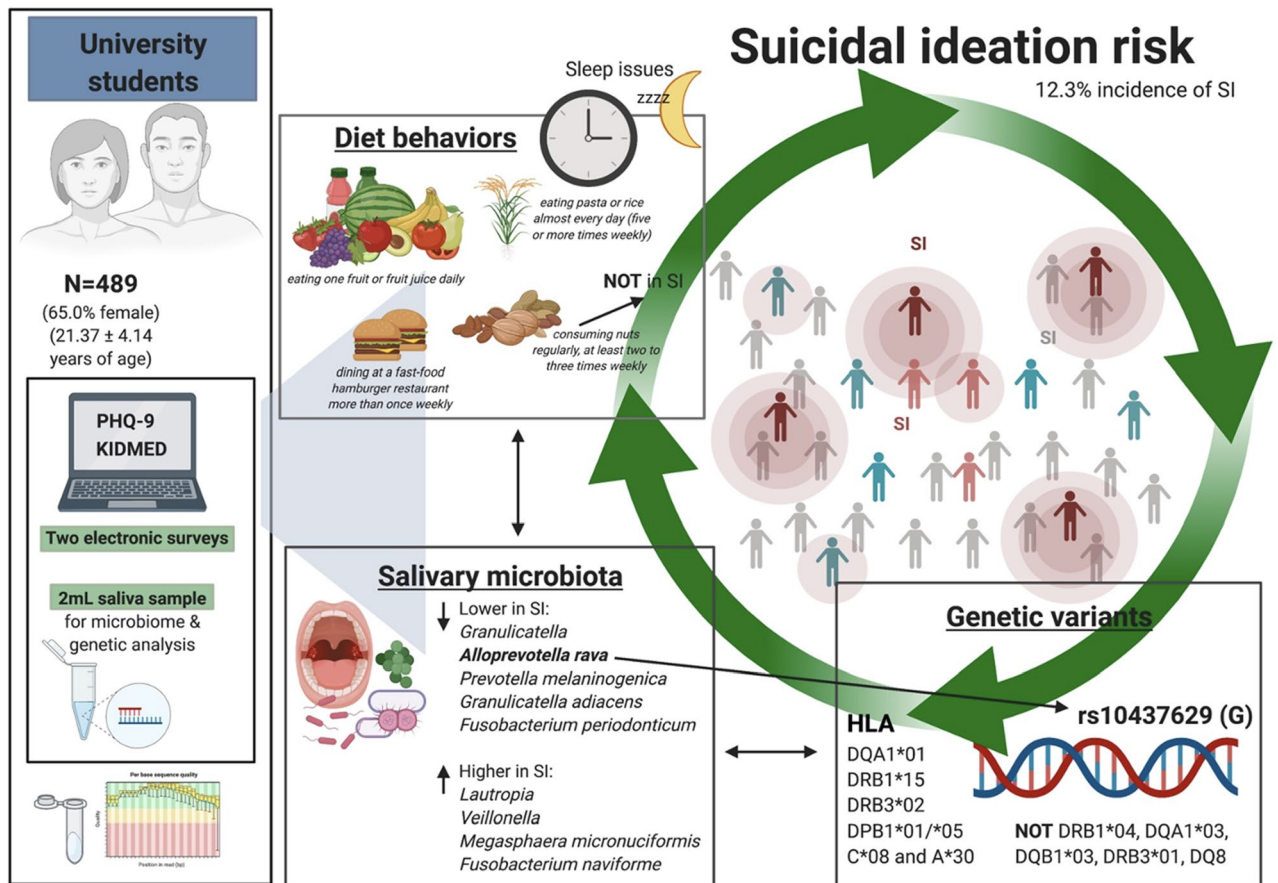 University
students
N=489
(65.0% female)
(21.37 ± 4.14
years of age)
PHQ-9
KIDMED
Two electronic surveys
2mL saliva sample
for microbiome &
genetic analysis
Per base sequence quality
Quality
Position in read (bp)
Sleep issues
zzzz
Diet behaviors
eating pasta or rice
almost every day (five
or more times weekly)
eating one fruit or fruit juice daily
NOT in SI
consuming nuts
regularly, at least two to
three times weekly
dining at a fast-food
hamburger restaurant
more than once weekly
Salivary microbiota
Lower in SI:
Granulicatella
Alloprevotella rava
Prevotella melaninogenica
Granulicatella adiacens
Fusobacterium periodonticum
Higher in SI:
Lautropia
Veillonella
Megasphaera micronuciformis
Fusobacterium naviforme
Suicidal ideation risk
12.3% incidence of SI
SI
SI
SI
Genetic variants
rs10437629 (G)
HLA
DQA1*01
DRB1*15
DRB3*02
DPB1*01/*05
C*08 and A*30
NOT DRB1*04, DQA1*03,
DQB1*03, DRB3*01, DQ8